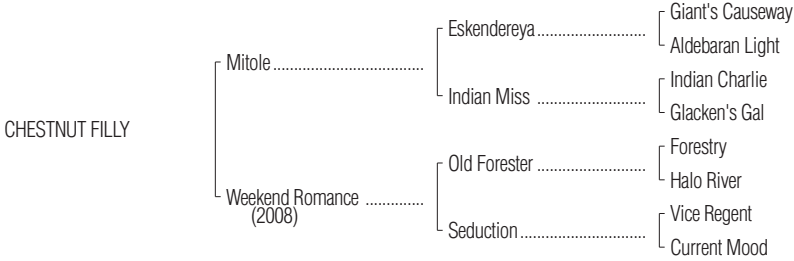 Giant's Causeway
Eskendereya............................
Aldebaran Light
Mitole......................................
Indian Charlie
Indian Miss ............................
Glacken's Gal
CHESTNUT FILLY
Forestry
Old Forester ............................
Halo River
Weekend Romance ...............
(2008)
Vice Regent
Seduction.................................
Current Mood